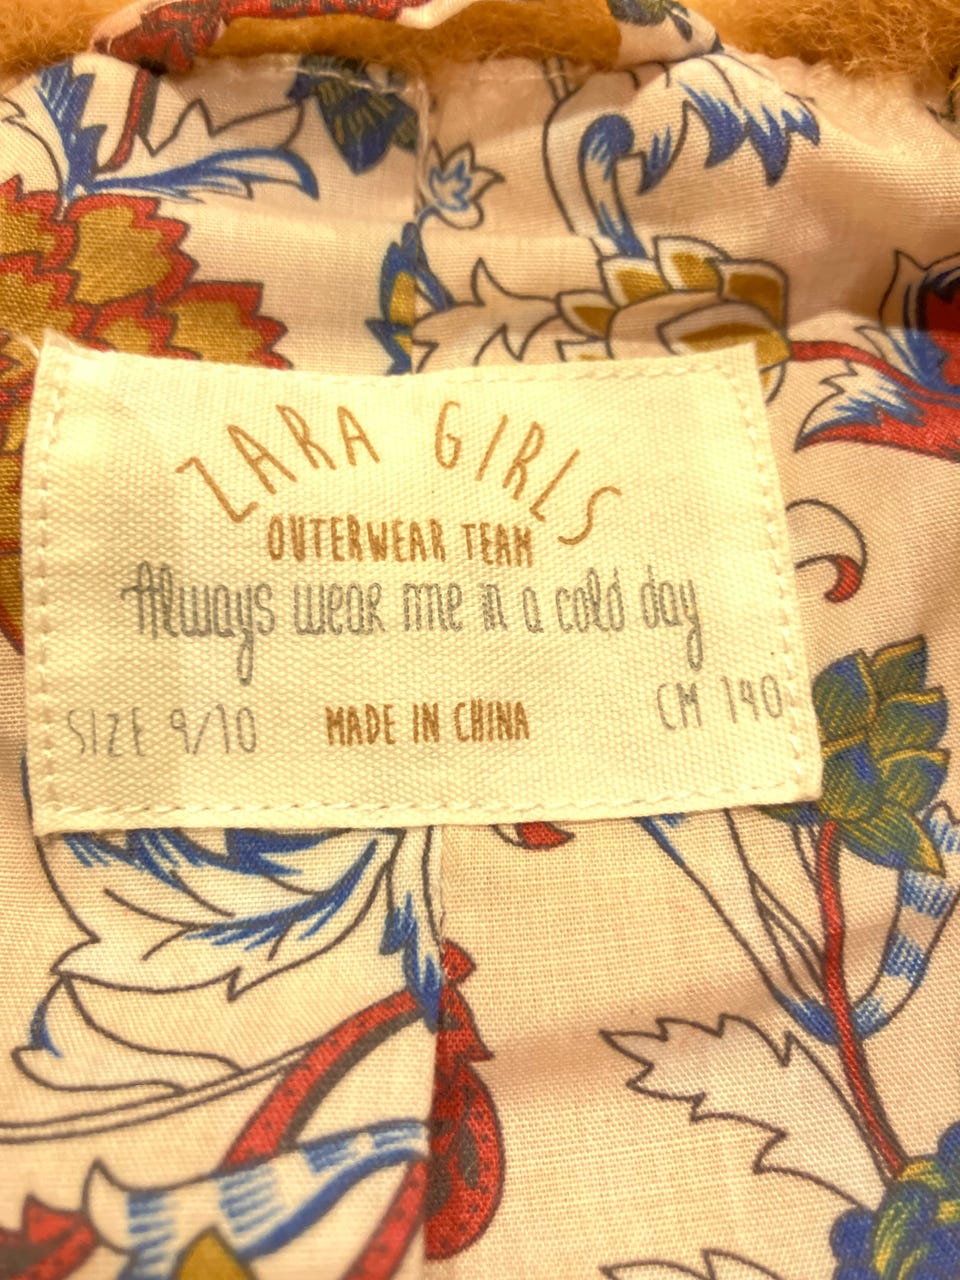 ZARA GIRLS
OUTERWEAR TEAM
Always wear me in a cold day
SIZE 9/10 MADE IN CHINA CM 140